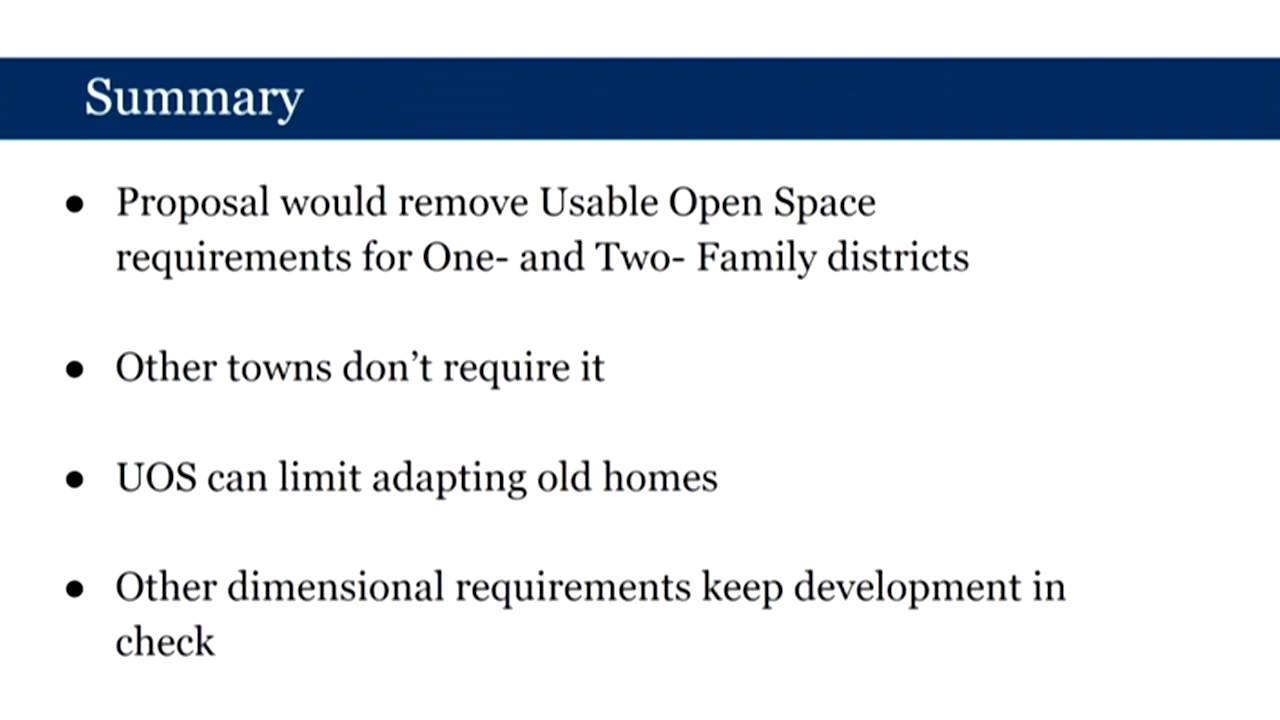 Summary
● Proposal would remove Usable Open Space
requirements for One- and Two- Family districts
● Other towns don’t require it
● UOS can limit adapting old homes
● Other dimensional requirements keep development in
check